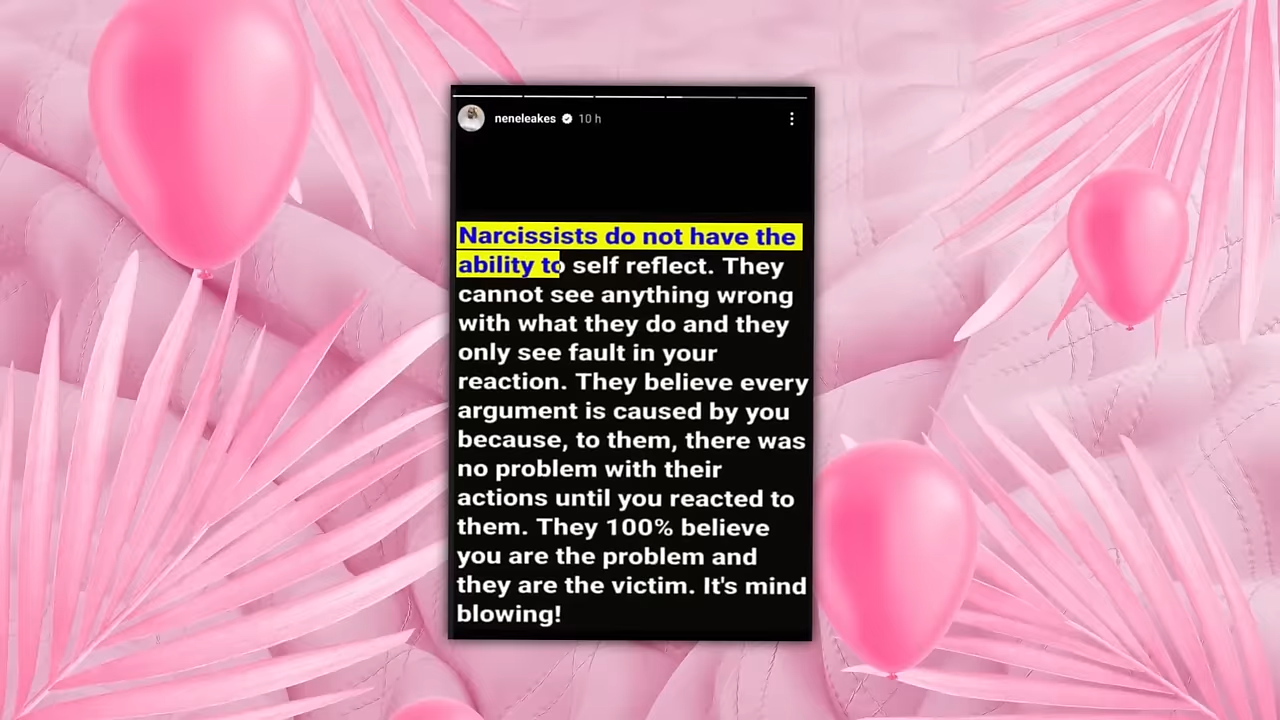 neneleakes 10 h
Narcissists do not have the
ability to self reflect. They
cannot see anything wrong
with what they do and they
only see fault in your
reaction. They believe every
argument is caused by you
because, to them, there was
no problem with their
actions until you reacted to
them. They 100% believe
you are the problem and
they are the victim. It's mind
blowing!